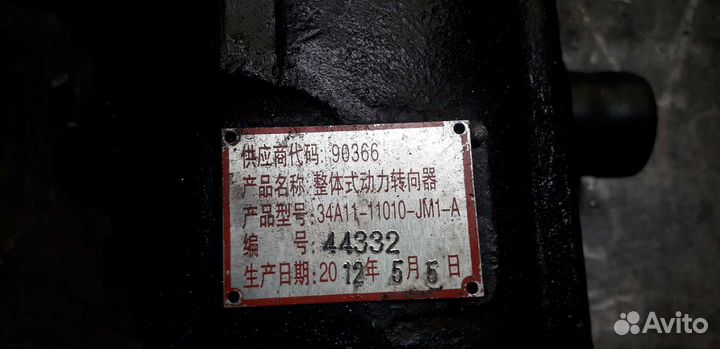 供应商代码:90366
产品名称:整体式动力转向器
产品型号:34A11-11010-JM1-A
编 号:44332
生产日期:2012年 5月 5日
Avito